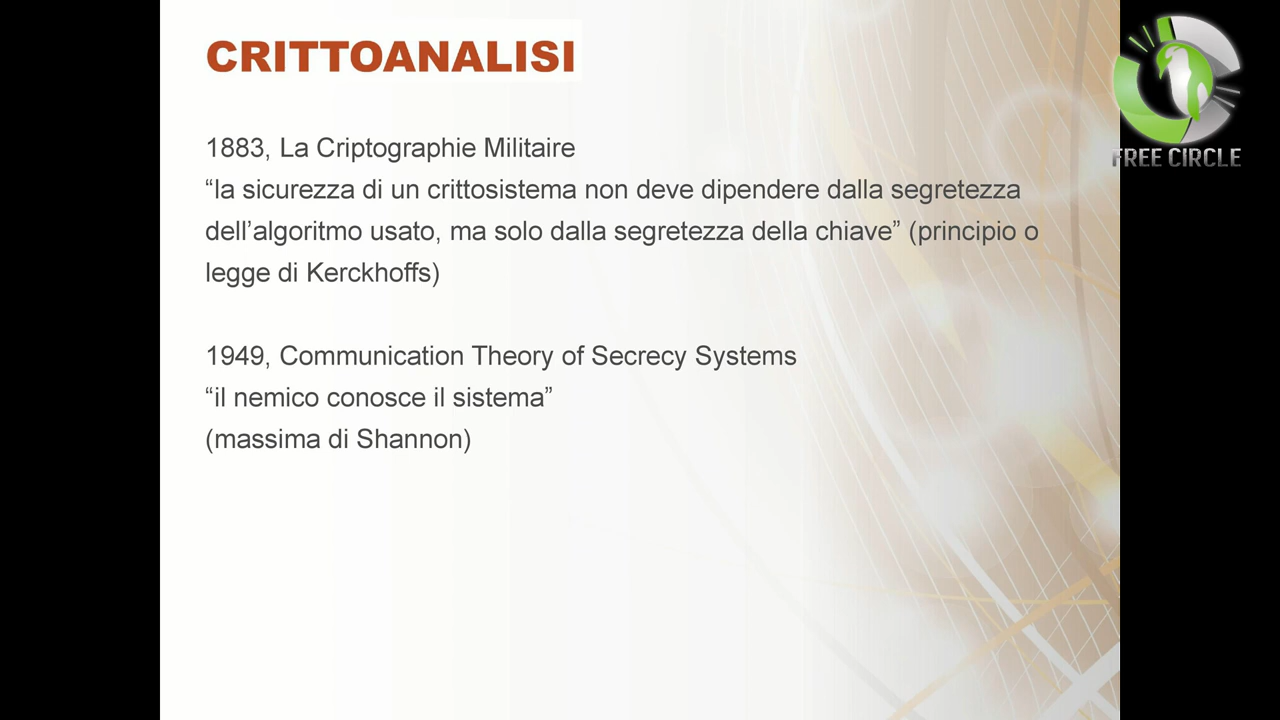 CRITTOANALISI
FREE CIRCLE
1883, La Criptographie Militaire
“la sicurezza di un crittosistema non deve dipendere dalla segretezza
dell’algoritmo usato, ma solo dalla segretezza della chiave” (principio o
legge di Kerckhoffs)
1949, Communication Theory of Secrecy Systems
“il nemico conosce il sistema”
(massima di Shannon)